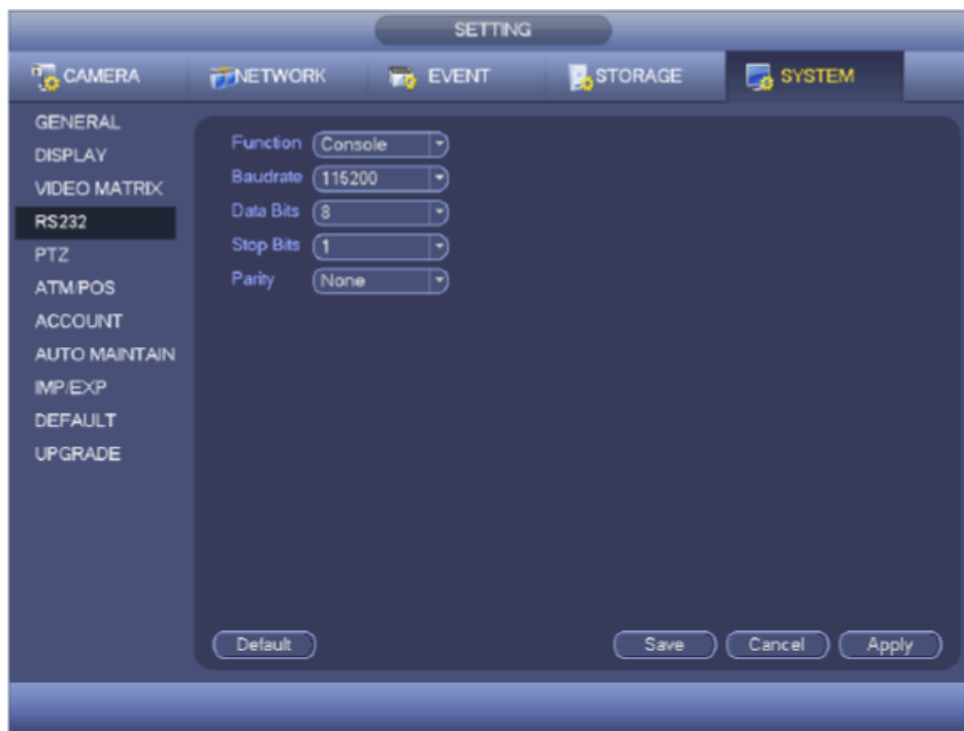 SETTING
CAMERA NETWORK EVENT STORAGE SYSTEM
GENERAL
DISPLAY
VIDEO MATRIX
RS232
PTZ
ATM/POS
ACCOUNT
AUTO MAINTAIN
IMP/EXP
DEFAULT
UPGRADE
Function Console
Baudrate 115200
Data Bits 8
Stop Bits 1
Parity None
Default Save Cancel Apply